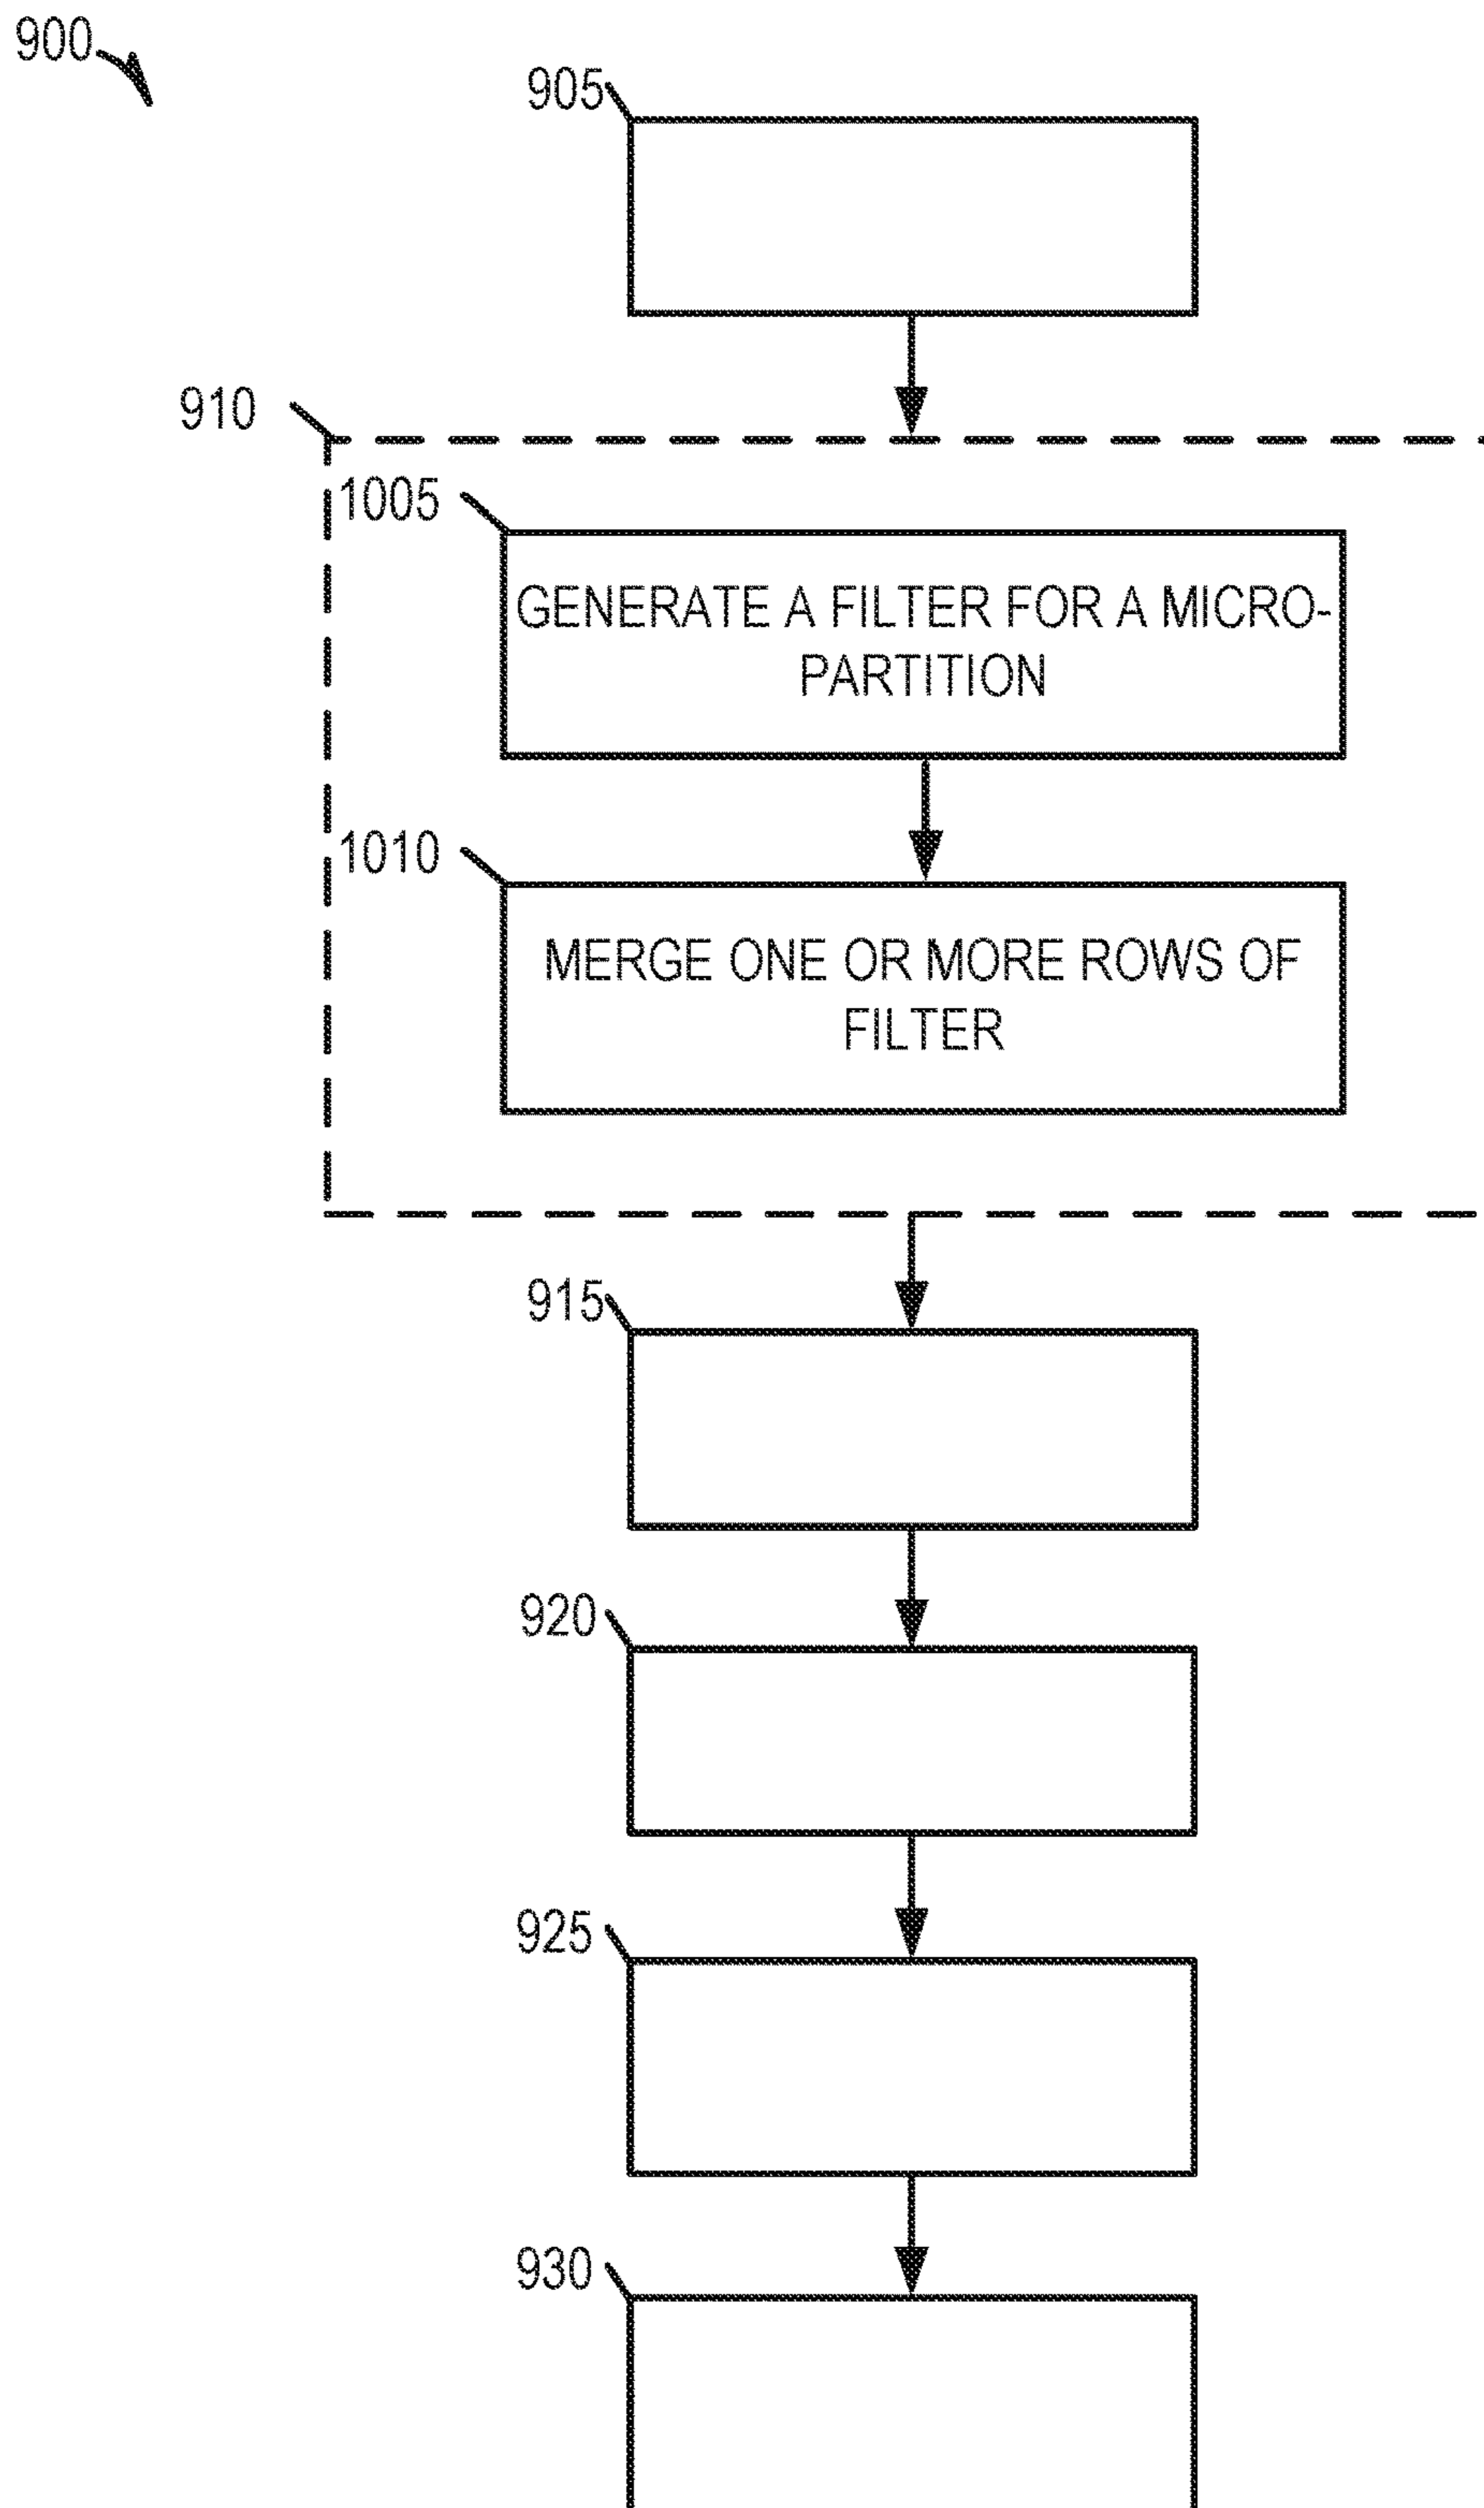 900
905
910
1005
GENERATE A FILTER FOR A MICRO-
PARTITION
1010
MERGE ONE OR MORE ROWS OF
FILTER
915
920
925
930